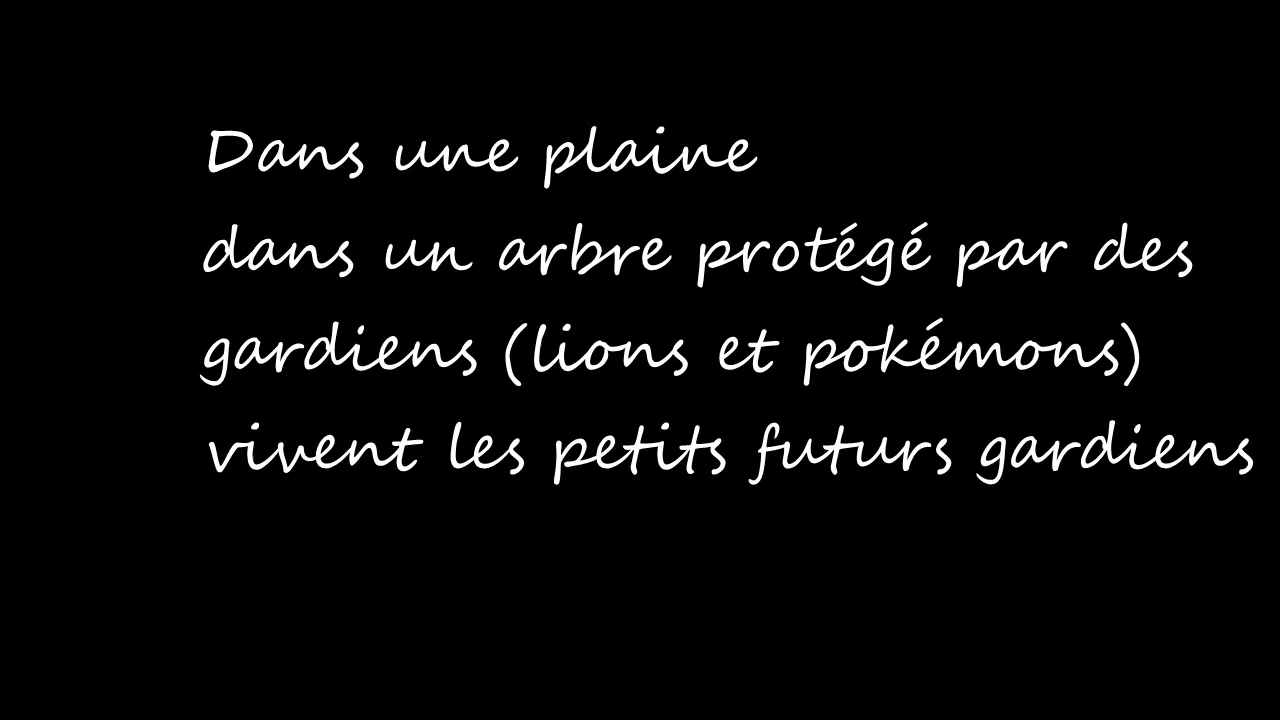 Dans une plaine
dans un arbre protégé par des
gardiens (lions et pokémons)
vivent les petits futurs gardiens